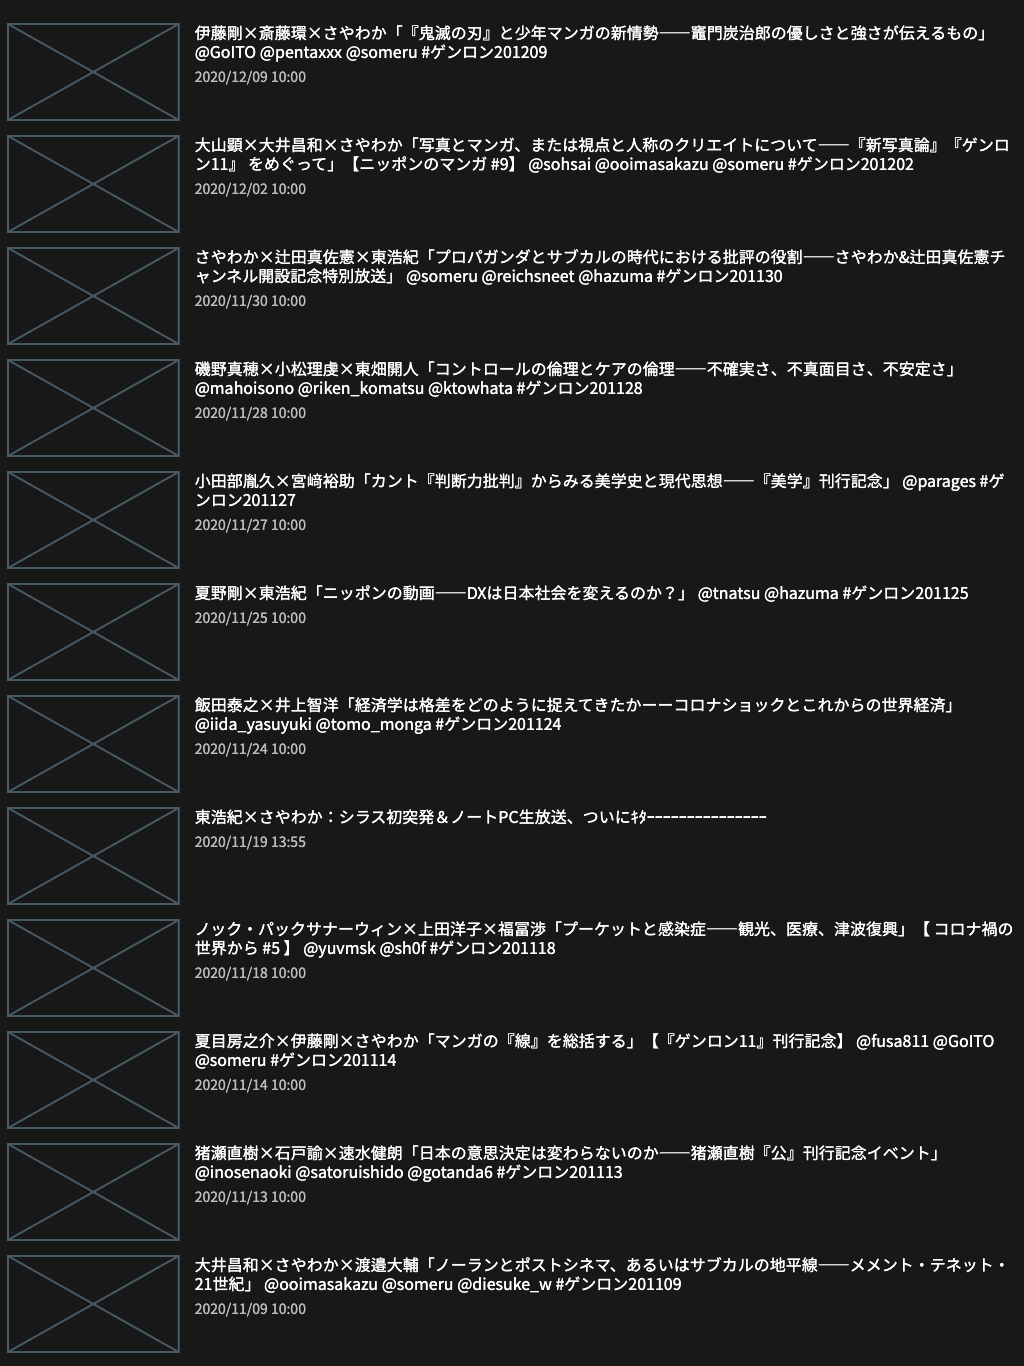 伊藤剛×斎藤環×さやわか「『鬼滅の刃』と少年マンガの新情勢——竈門炭治郎の優しさと強さが伝えるもの」
@GoITO @pentaxxx @someru #ゲンロン201209
2020/12/09 10:00
大山顕×大井昌和×さやわか「写真とマンガ、または視点と人称のクリエイトについて——『新写真論』『ゲンロ
ン11』 をめぐって」【ニッポンのマンガ #9】 @sohsai @ooimasakazu @someru #ゲンロン201202
2020/12/02 10:00
さやわか×辻田真佐憲×東浩紀「プロパガンダとサブカルの時代における批評の役割——さやわか&辻田真佐憲チ
ャンネル開設記念特別放送」 @someru @reichsneet @hazuma #ゲンロン201130
2020/11/30 10:00
磯野真穂×小松理虔×東畑開人「コントロールの倫理とケアの倫理——不確実さ、不真面目さ、不安定さ」
@mahoisono @riken_komatsu @ktowhata #ゲンロン201128
2020/11/28 10:00
小田部胤久×宮﨑裕助「カント『判断力批判』からみる美学史と現代思想——『美学』刊行記念」 @parages #ゲ
ンロン201127
2020/11/27 10:00
夏野剛×東浩紀「ニッポンの動画——DXは日本社会を変えるのか？」 @tnatsu @hazuma #ゲンロン201125
2020/11/25 10:00
飯田泰之×井上智洋「経済学は格差をどのように捉えてきたかーーコロナショックとこれからの世界経済」
@iida_yasuyuki @tomo_monga #ゲンロン201124
2020/11/24 10:00
東浩紀×さやわか：シラス初突発＆ノートPC生放送、ついにｷﾀｰｰｰｰｰｰｰｰｰｰｰｰｰｰｰ
2020/11/19 13:55
ノック・パックサナーウィン×上田洋子×福冨渉「プーケットと感染症——観光、医療、津波復興」【 コロナ禍の
世界から #5 】 @yuvmsk @sh0f #ゲンロン201118
2020/11/18 10:00
夏目房之介×伊藤剛×さやわか「マンガの『線』を総括する」【『ゲンロン11』刊行記念】 @fusa811 @GoITO
@someru #ゲンロン201114
2020/11/14 10:00
猪瀬直樹×石戸諭×速水健朗「日本の意思決定は変わらないのか——猪瀬直樹『公』刊行記念イベント」
@inosenaoki @satoruishido @gotanda6 #ゲンロン201113
2020/11/13 10:00
大井昌和×さやわか×渡邉大輔「ノーランとポストシネマ、あるいはサブカルの地平線——メメント・テネット・
21世紀」 @ooimasakazu @someru @diesuke_w #ゲンロン201109
2020/11/09 10:00